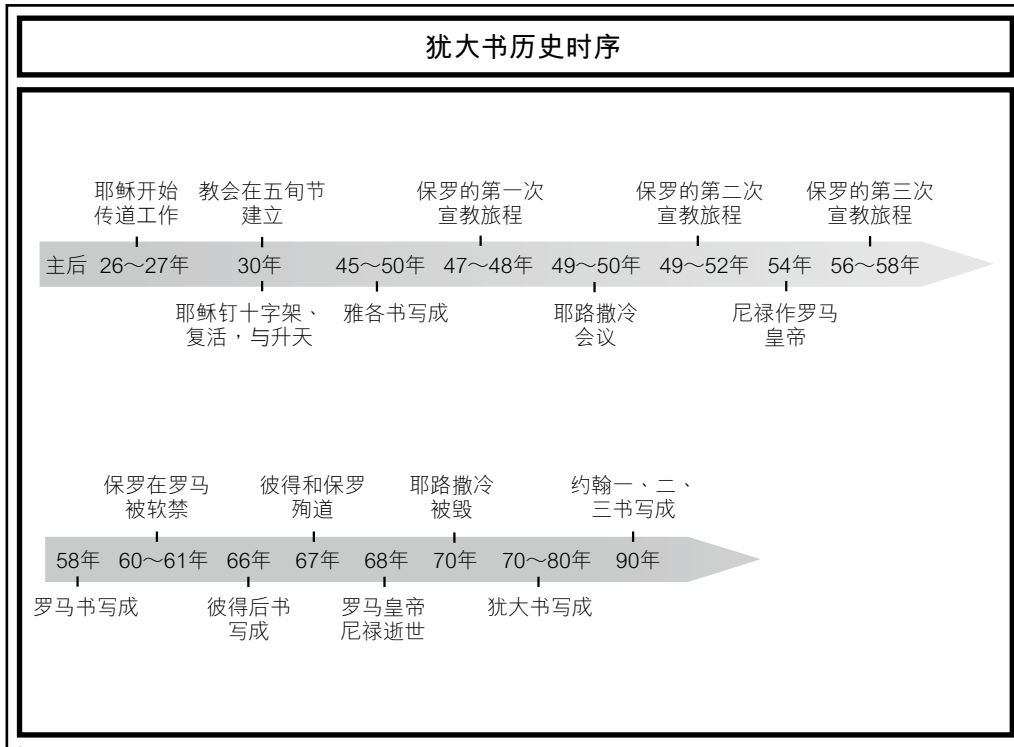 犹大书历史时序
耶稣开始
传道工作
教会在五旬节
建立
保罗的第一次
宣教旅程
保罗的第二次
宣教旅程
保罗的第三次
宣教旅程
主后 26～27年 30年 45～50年 47～48年 49～50年 49～52年 54年 56～58年
耶稣钉十字架、
复活，与升天
雅各书写成
耶路撒冷
会议
尼禄作罗马
皇帝
保罗在罗马
被软禁
彼得和保罗
殉道
耶路撒冷
被毁
约翰一、二、
三书写成
58年 60～61年 66年 67年 68年 70年 70～80年 90年
罗马书写成
彼得后书
写成
罗马皇帝
尼禄逝世
犹大书写成